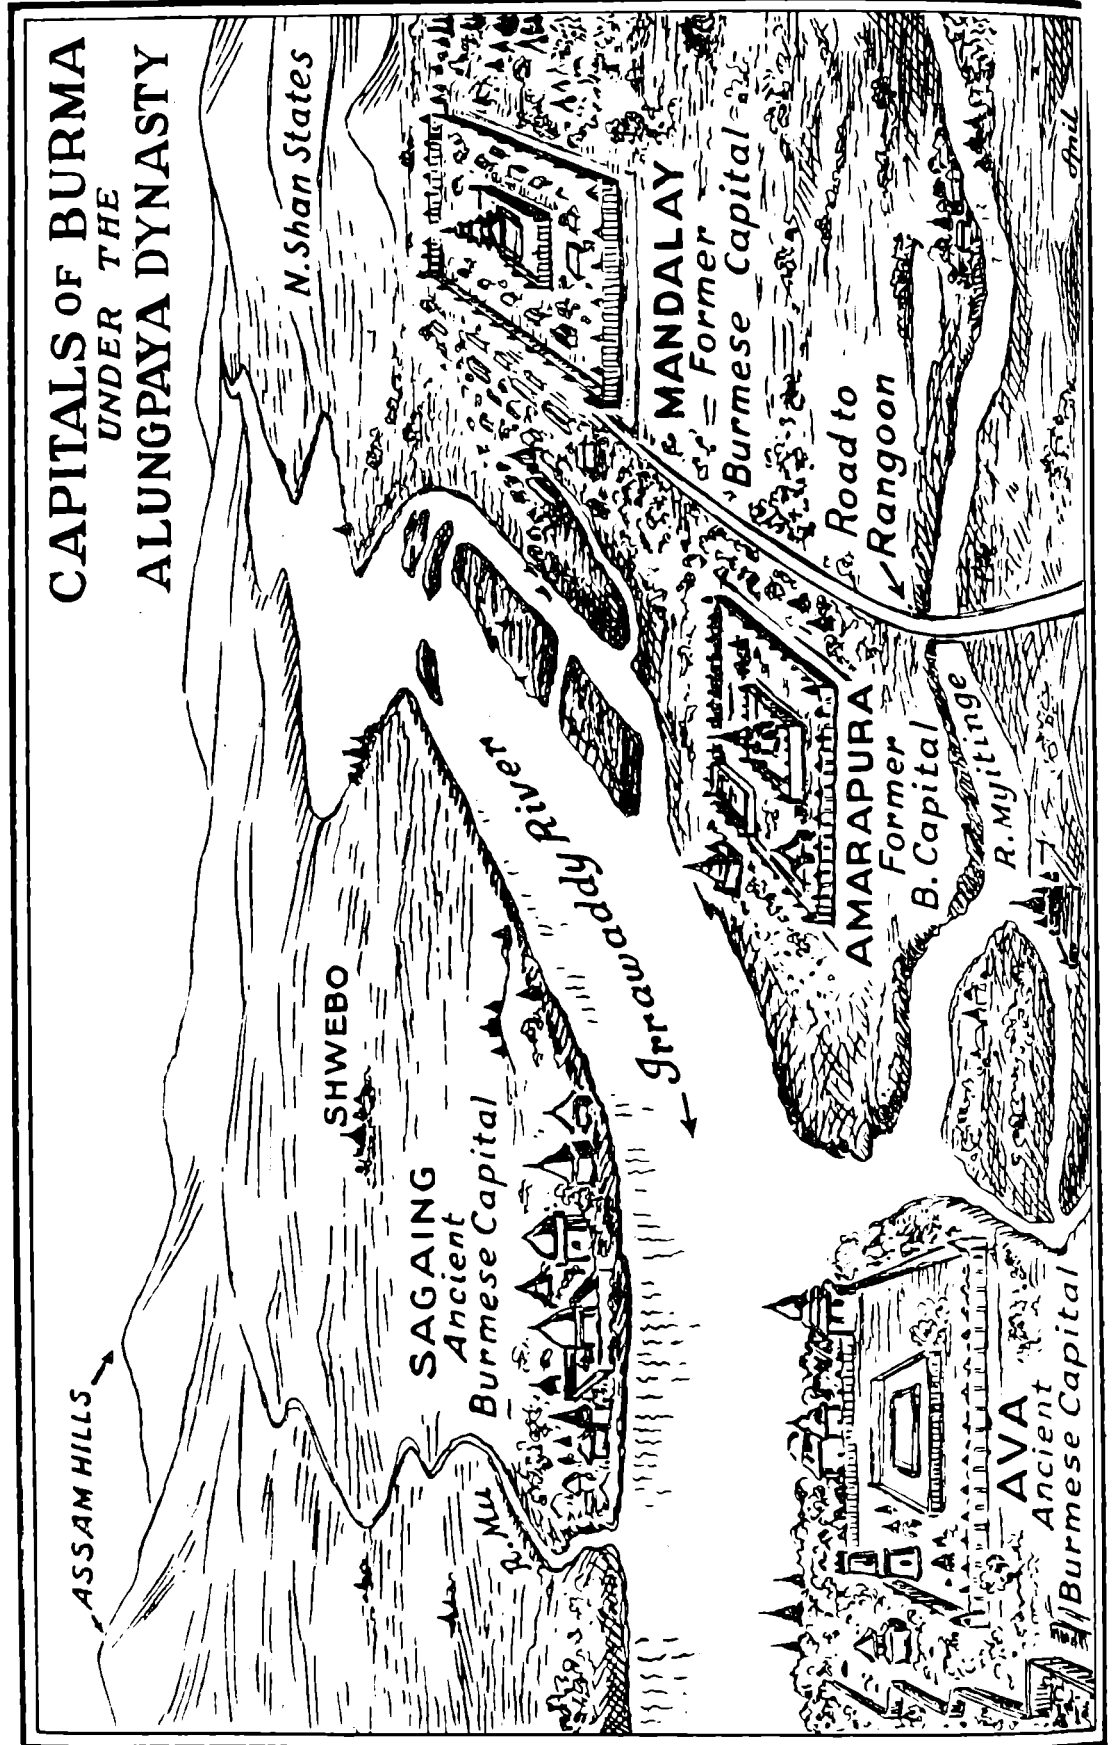 CAPITALS OF BURMA
UNDER THE
ALUNGPAYA DYNASTY
ASSAM HILLS
N. Shan States
SHWEBO
SAGAING
Ancient
Burmese Capital
R. Mu
Irrawaddy River
MANDALAY
= Former
Burmese Capital
Road to
Rangoon
AMARAPURA
Former
B. Capital
R. Myitinge
AVA
Ancient
Burmese Capital